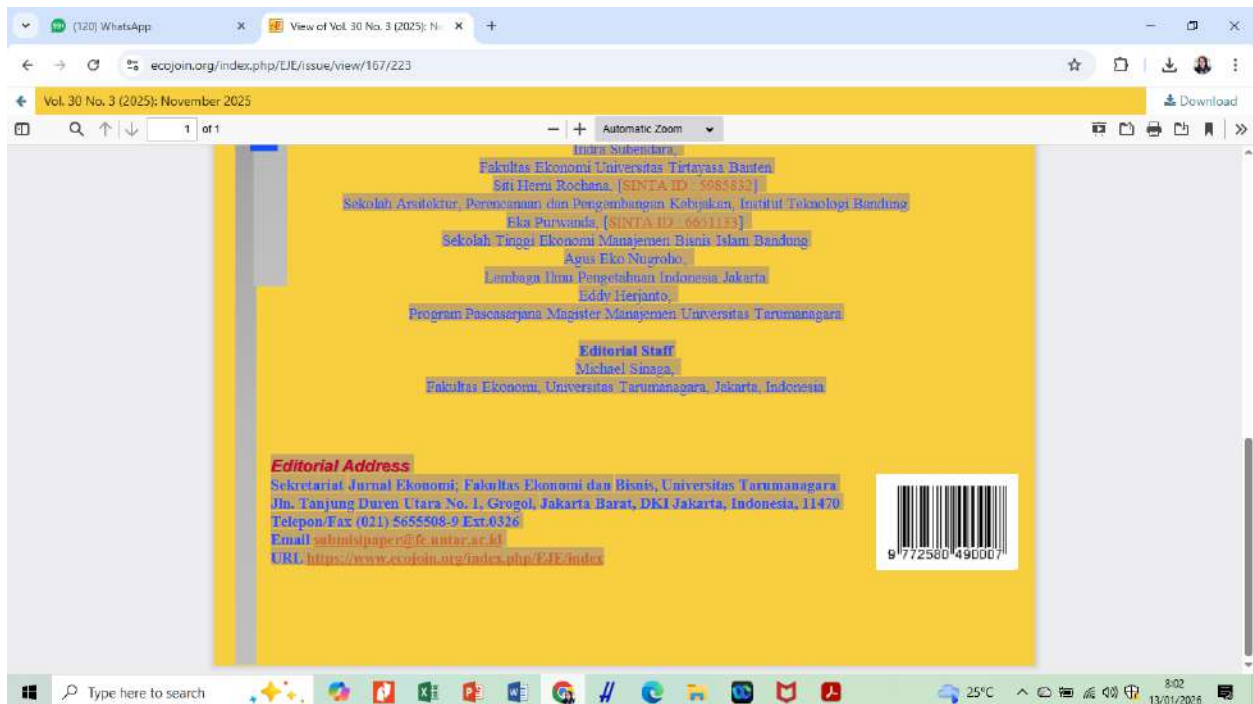 (120) WhatsApp
View of Vol. 30 No. 3 (2025): N
ecojoin.org/index.php/EJE/issue/view/167/223
Vol. 30 No. 3 (2025): November 2025
Download
1 of 1
Automatic Zoom
Indra Suhendara,
Fakultas Ekonomi Universitas Tirtayasa Banten
Siti Herni Rochana, [SINTA ID : 5985832]
Sekolah Arsitektur, Perencanaan dan Pengembangan Kebijakan, Institut Teknologi Bandung
Eka Purwanda, [SINTA ID : 6651133]
Sekolah Tinggi Ekonomi Manajemen Bisnis Islam Bandung
Agus Eko Nugroho,
Lembaga Ilmu Pengetahuan Indonesia Jakarta
Eddy Herjanto,
Program Pascasarjana Magister Manajemen Universitas Tarumanagara
Editorial Staff
Michael Sinaga,
Fakultas Ekonomi, Universitas Tarumanagara, Jakarta, Indonesia
Editorial Address
Sekretariat Jurnal Ekonomi; Fakultas Ekonomi dan Bisnis, Universitas Tarumanagara
Jln. Tanjung Duren Utara No. 1, Grogol, Jakarta Barat, DKI Jakarta, Indonesia, 11470
Telepon/Fax (021) 5655508-9 Ext.0326
Email
URL https://www.ecojoin.org/index.php/EJE/index
9 772580 490007
Type here to search
25°C
8:02
13/01/2026